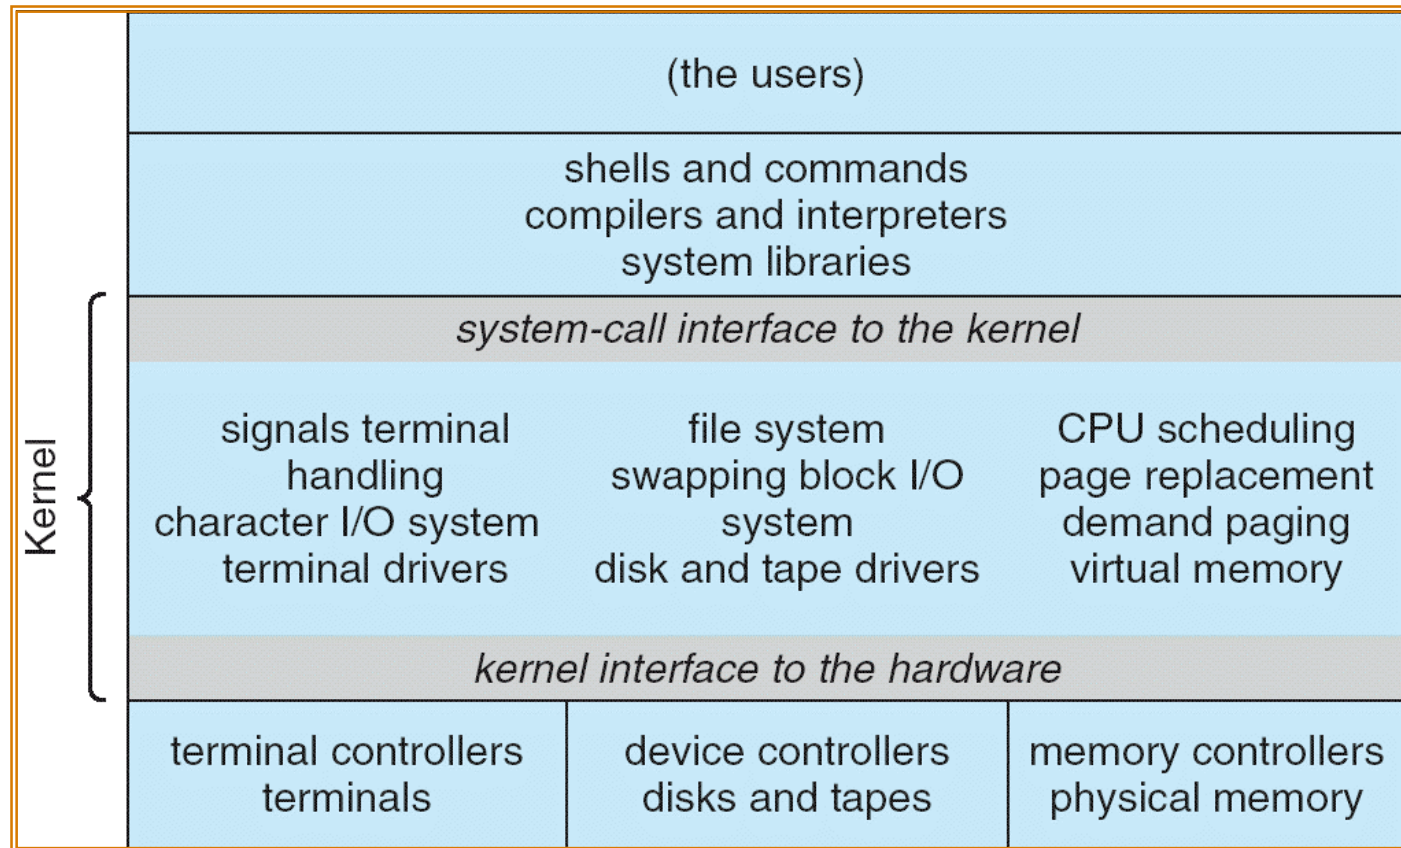 (the users)
shells and commands
compilers and interpreters
system libraries
Kernel
system-call interface to the kernel
signals terminal
handling
character I/O system
terminal drivers
file system
swapping block I/O
system
disk and tape drivers
CPU scheduling
page replacement
demand paging
virtual memory
kernel interface to the hardware
terminal controllers
terminals
device controllers
disks and tapes
memory controllers
physical memory